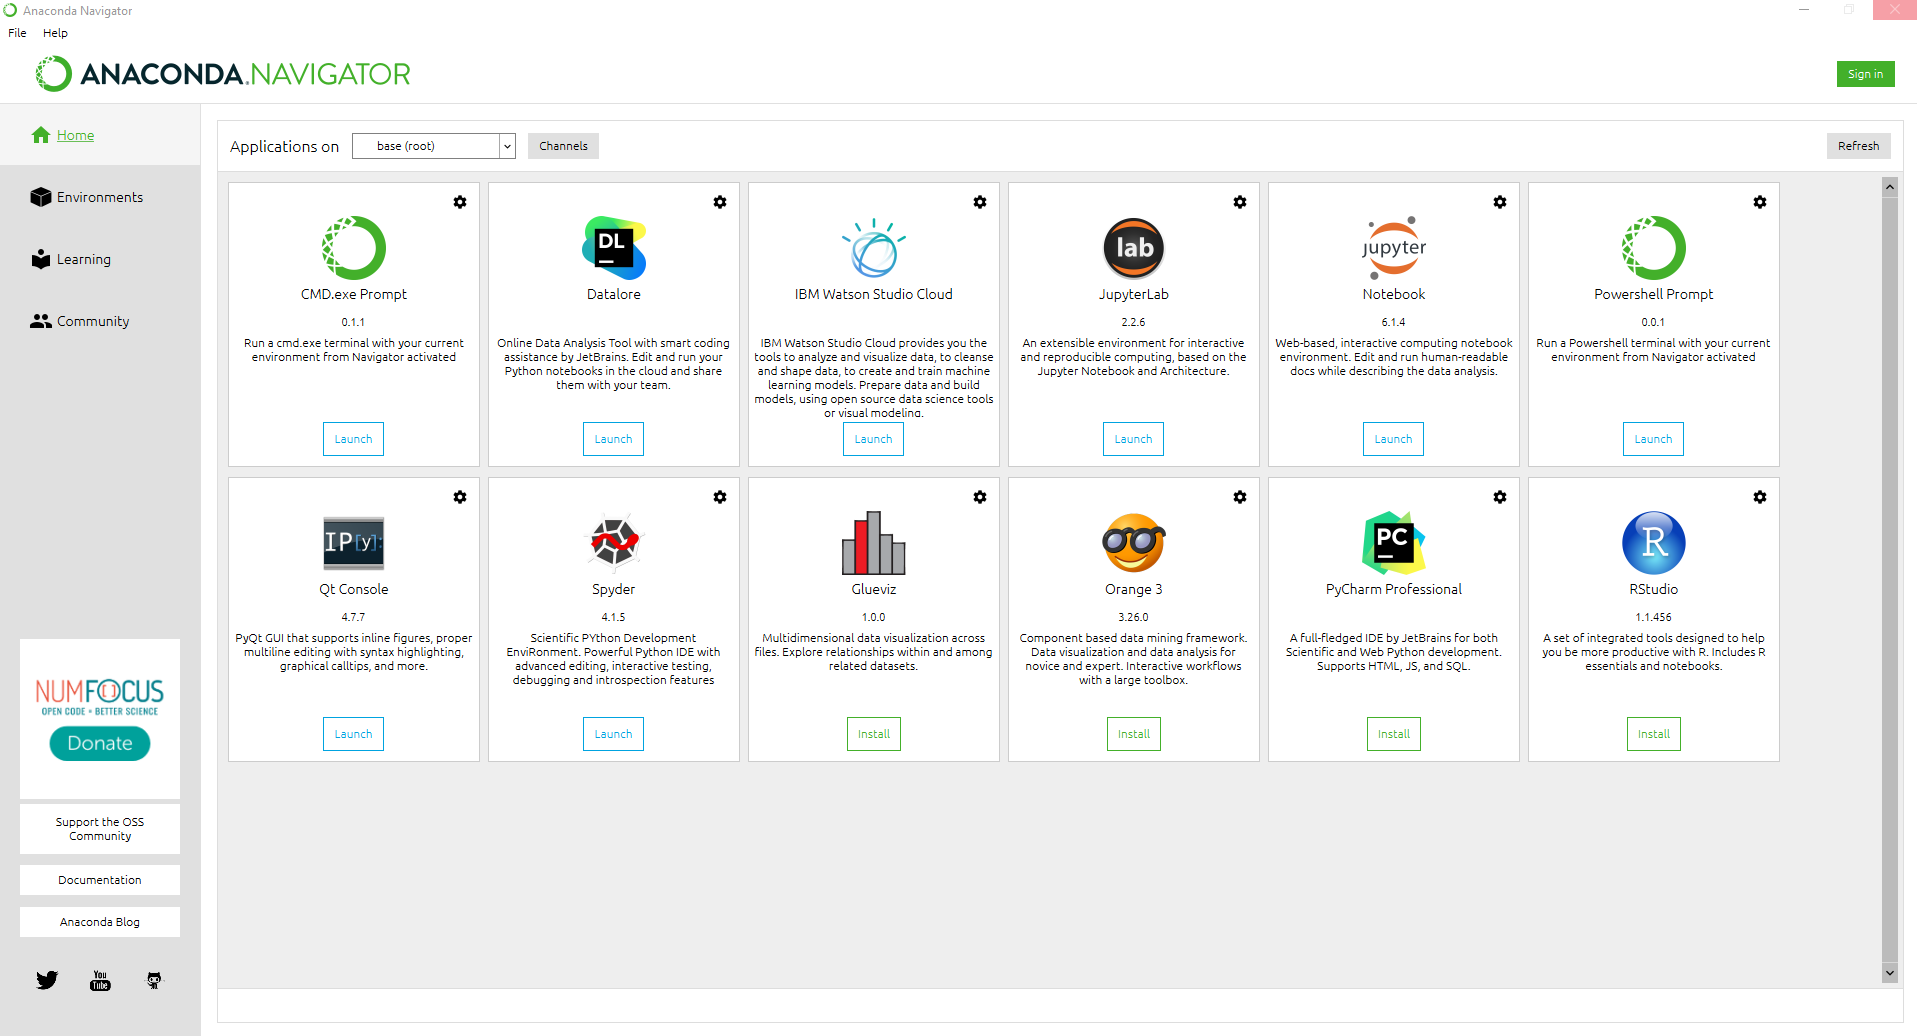 Anaconda Navigator
File Help
ANACONDA.NAVIGATOR
Sign in
Home
Environments
Learning
Community
NUMFOCUS
OPEN CODE = BETTER SCIENCE
Donate
Support the OSS
Community
Documentation
Anaconda Blog
You
Tube
Applications on base (root) Channels Refresh
CMD.exe Prompt
0.1.1
Run a cmd.exe terminal with your current
environment from Navigator activated
Launch
DL
Datalore
Online Data Analysis Tool with smart coding
assistance by JetBrains. Edit and run your
Python notebooks in the cloud and share
them with your team.
Launch
IBM Watson Studio Cloud
IBM Watson Studio Cloud provides you the
tools to analyze and visualize data, to cleanse
and shape data, to create and train machine
learning models. Prepare data and build
models, using open source data science tools
or visual modeling.
Launch
lab
JupyterLab
2.2.6
An extensible environment for interactive
and reproducible computing, based on the
Jupyter Notebook and Architecture.
Launch
jupyter
Notebook
6.1.4
Web-based, interactive computing notebook
environment. Edit and run human-readable
docs while describing the data analysis.
Launch
Powershell Prompt
0.0.1
Run a Powershell terminal with your current
environment from Navigator activated
Launch
IP[y]:
Qt Console
4.7.7
PyQt GUI that supports inline figures, proper
multiline editing with syntax highlighting,
graphical calltips, and more.
Launch
Spyder
4.1.5
Scientific PYthon Development
EnviRonment. Powerful Python IDE with
advanced editing, interactive testing,
debugging and introspection features
Launch
Glueviz
1.0.0
Multidimensional data visualization across
files. Explore relationships within and among
related datasets.
Install
Orange 3
3.26.0
Component based data mining framework.
Data visualization and data analysis for
novice and expert. Interactive workflows
with a large toolbox.
Install
PC
PyCharm Professional
A full-fledged IDE by JetBrains for both
Scientific and Web Python development.
Supports HTML, JS, and SQL.
Install
R
RStudio
1.1.456
A set of integrated tools designed to help
you be more productive with R. Includes R
essentials and notebooks.
Install